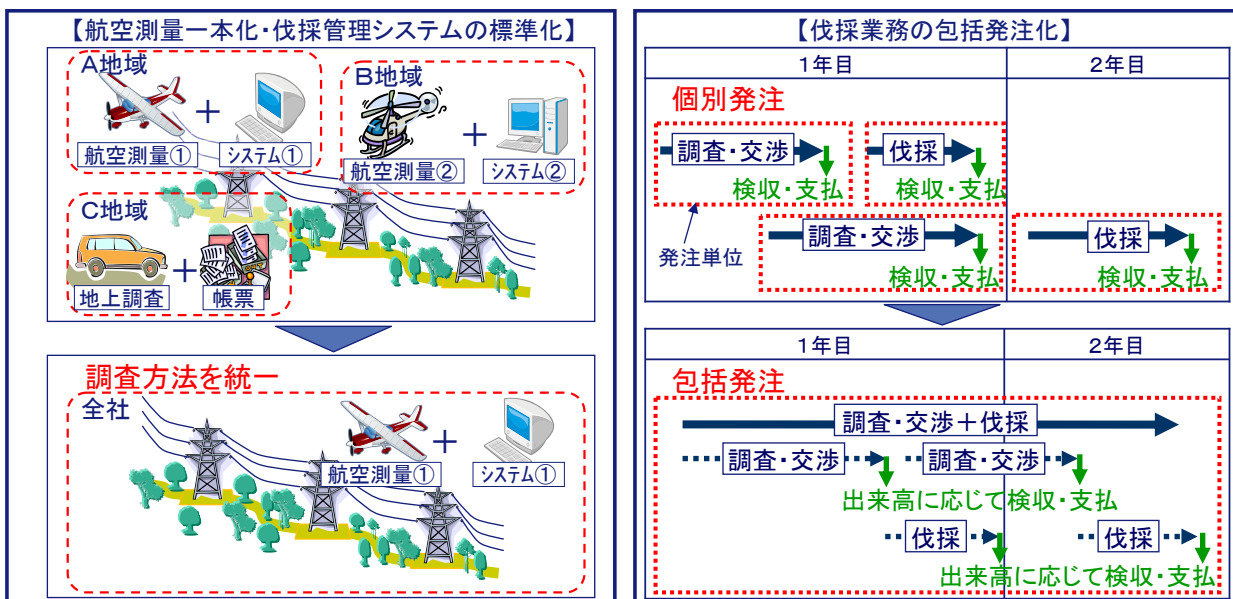 【航空測量一本化・伐採管理システムの標準化】
A地域
+
航空測量①
システム①
B地域
+
航空測量②
システム②
C地域
+
地上調査
帳票
調査方法を統一
全社
+
航空測量①
システム①
【伐採業務の包括発注化】
1年目
2年目
個別発注
調査・交渉
伐採
検収・支払
検収・支払
発注単位
調査・交渉
伐採
検収・支払
検収・支払
1年目
2年目
包括発注
調査・交渉+伐採
調査・交渉
調査・交渉
出来高に応じて検収・支払
伐採
伐採
出来高に応じて検収・支払